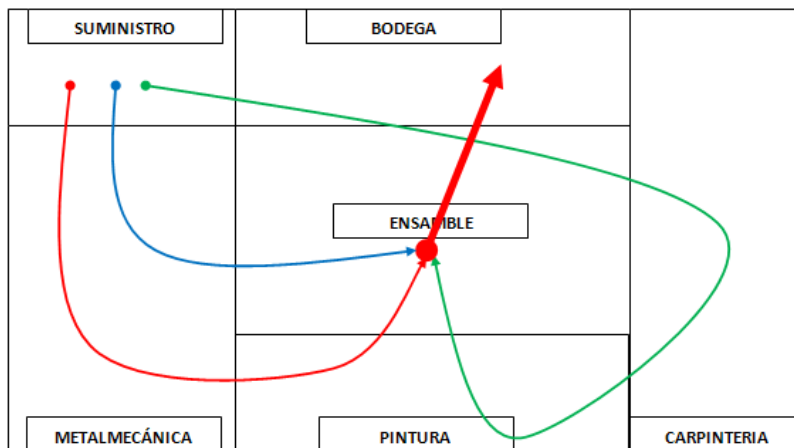 SUMINISTRO
BODEGA
ENSAMBLE
METALMECÁNICA
PINTURA
CARPINTERIA